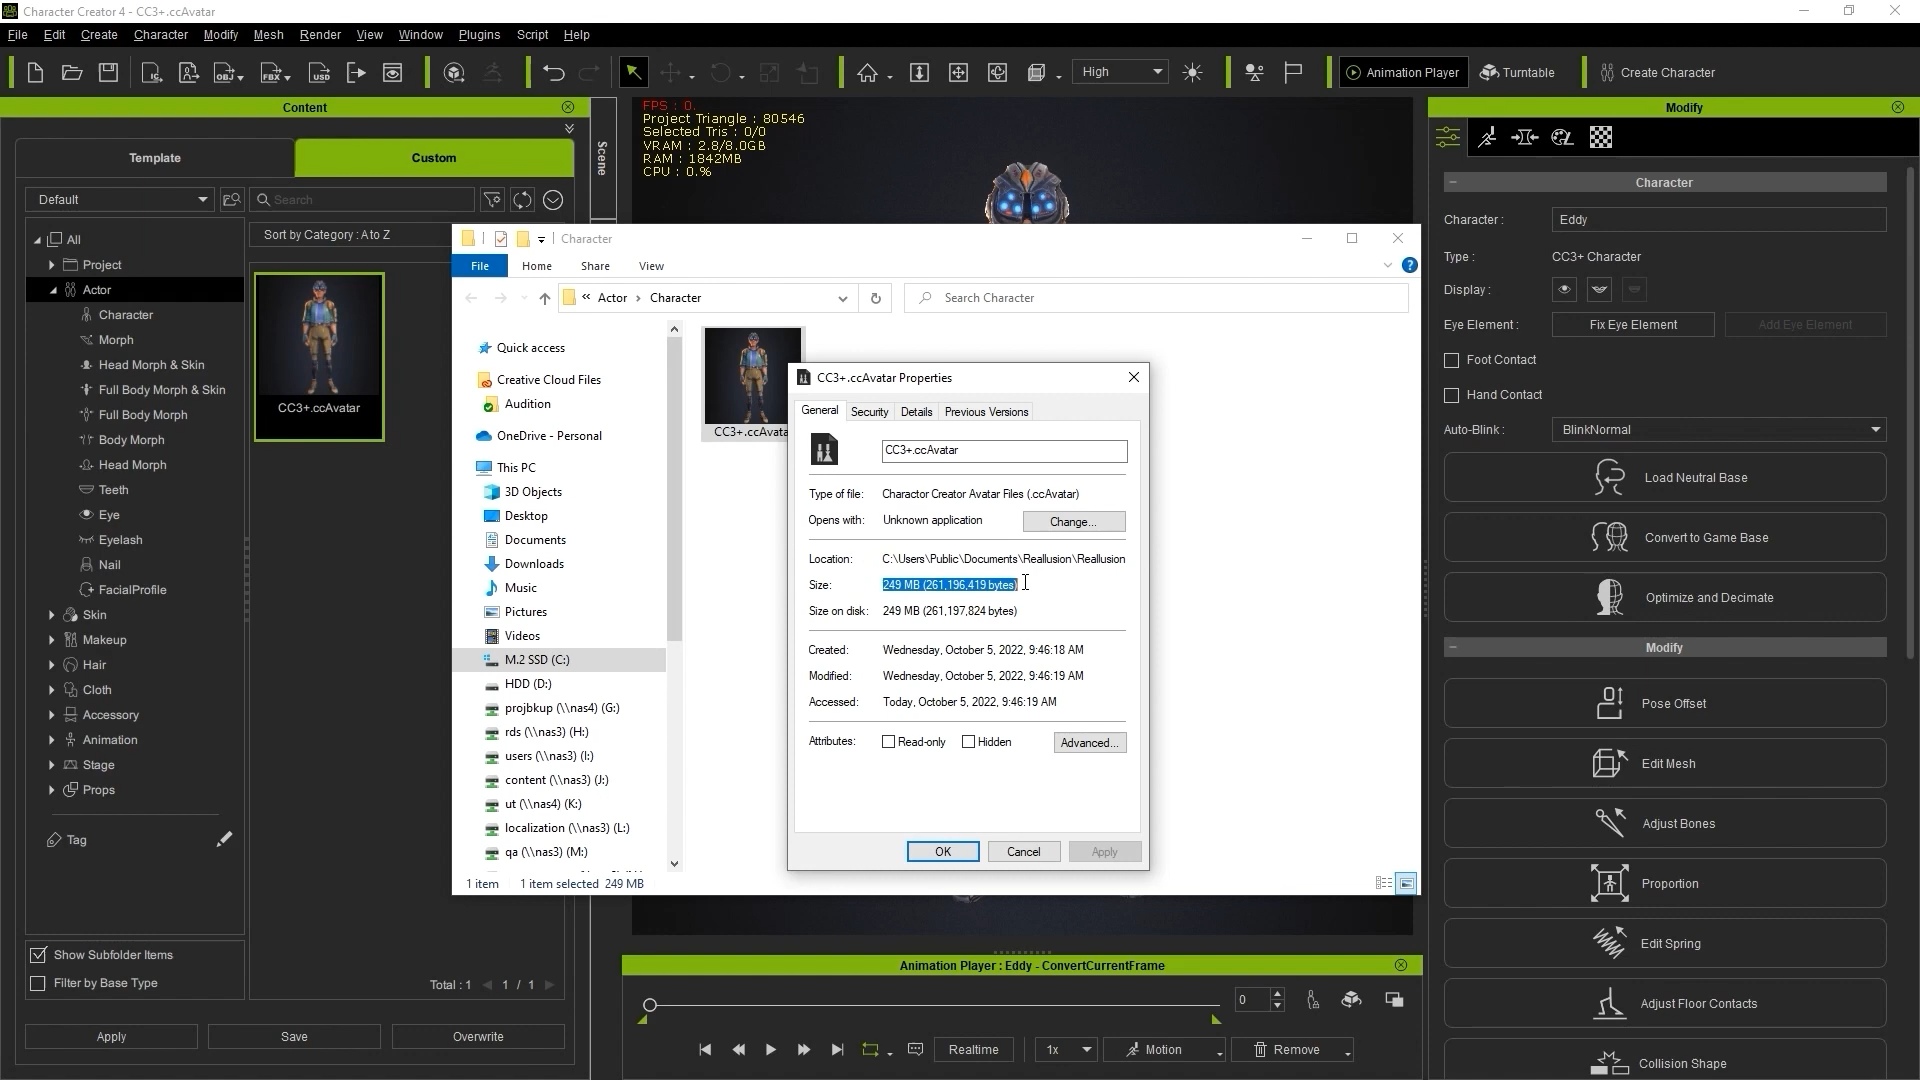 Character Creator 4 - CC3+.ccAvatar
File Edit Create Character Modify Mesh Render View Window Plugins Script Help
IC OBJ FBX USD High Animation Player Turntable Create Character
Content
Template Custom
Default Search
Sort by Category : A to Z
All
Project
Actor
Character
Morph
Head Morph & Skin
Full Body Morph & Skin
Full Body Morph
Body Morph
Head Morph
Teeth
Eye
Eyelash
Nail
FacialProfile
Skin
Makeup
Hair
Cloth
Accessory
Animation
Stage
Props
Tag
CC3+.ccAvatar
Show Subfolder Items
Filter by Base Type
Total : 1 1 / 1
Apply Save Overwrite
Scene
FPS : 0.
Project Triangle : 80546
Selected Tris : 0/0
VRAM : 2.8/8.0GB
RAM : 1842MB
CPU : 0.%
Character
File Home Share View
« Actor › Character
Search Character
Quick access
Creative Cloud Files
Audition
OneDrive - Personal
This PC
3D Objects
Desktop
Documents
Downloads
Music
Pictures
Videos
M.2 SSD (C:)
HDD (D:)
projbkup (\\nas4) (G:)
rds (\\nas3) (H:)
users (\\nas3) (I:)
content (\\nas3) (J:)
ut (\\nas4) (K:)
localization (\\nas3) (L:)
qa (\\nas3) (M:)
CC3+.ccAvata
1 item 1 item selected 249 MB
CC3+.ccAvatar Properties
General Security Details Previous Versions
CC3+.ccAvatar
Type of file: Charactor Creator Avatar Files (.ccAvatar)
Opens with: Unknown application Change...
Location: C:\Users\Public\Documents\Reallusion\Reallusion
Size: 249 MB (261,196,419 bytes)
Size on disk: 249 MB (261,197,824 bytes)
Created: Wednesday, October 5, 2022, 9:46:18 AM
Modified: Wednesday, October 5, 2022, 9:46:19 AM
Accessed: Today, October 5, 2022, 9:46:19 AM
Attributes: Read-only Hidden Advanced...
OK Cancel Apply
Animation Player : Eddy - ConvertCurrentFrame
0
Realtime 1x Motion Remove
Modify
Character
Character : Eddy
Type : CC3+ Character
Display :
Eye Element : Fix Eye Element Add Eye Element
Foot Contact
Hand Contact
Auto-Blink : BlinkNormal
Load Neutral Base
Convert to Game Base
Optimize and Decimate
Modify
Pose Offset
Edit Mesh
Adjust Bones
Proportion
Edit Spring
Adjust Floor Contacts
Collision Shape